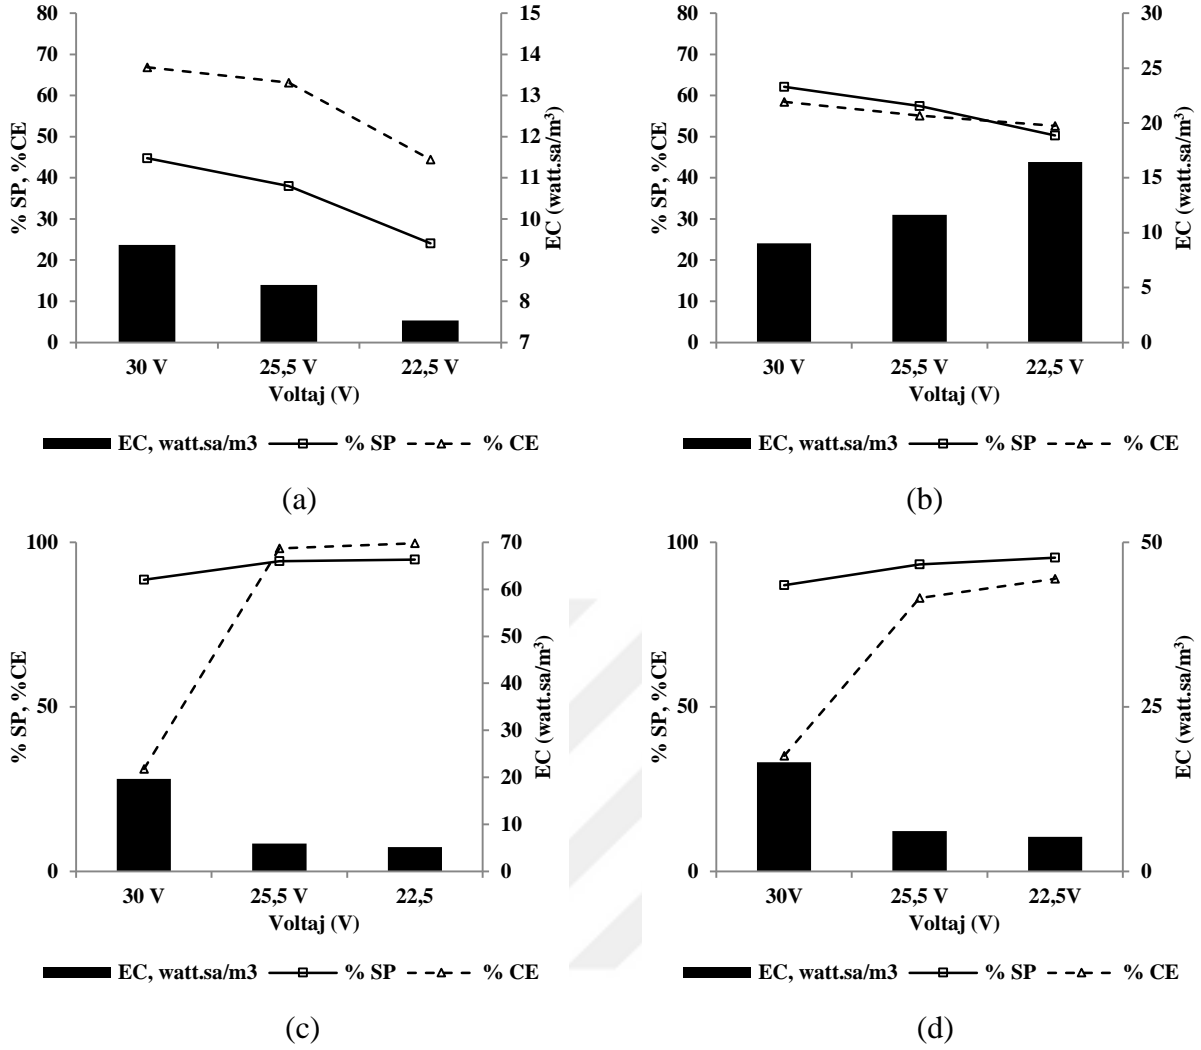 % SP, %CE
80
70
60
50
40
30
20
10
0
15
14
13
12
11
10
9
8
7
EC (watt.sa/m³)
30 V 25,5 V 22,5 V
Voltaj (V)
EC, watt.sa/m3 % SP % CE
(a)
% SP, %CE
80
70
60
50
40
30
20
10
0
30
25
20
15
10
5
0
EC (watt.sa/m³)
30 V 25,5 V 22,5 V
Voltaj (V)
EC, watt.sa/m3 % SP % CE
(b)
% SP, %CE
100
50
0
70
60
50
40
30
20
10
0
EC (watt.sa/m³)
30 V 25,5 V 22,5
Voltaj (V)
EC, watt.sa/m3 % SP % CE
(c)
% SP, %CE
100
50
0
50
25
0
EC (watt.sa/m³)
30V 25,5 V 22,5V
Voltaj (V)
EC, watt.sa/m3 % SP % CE
(d)